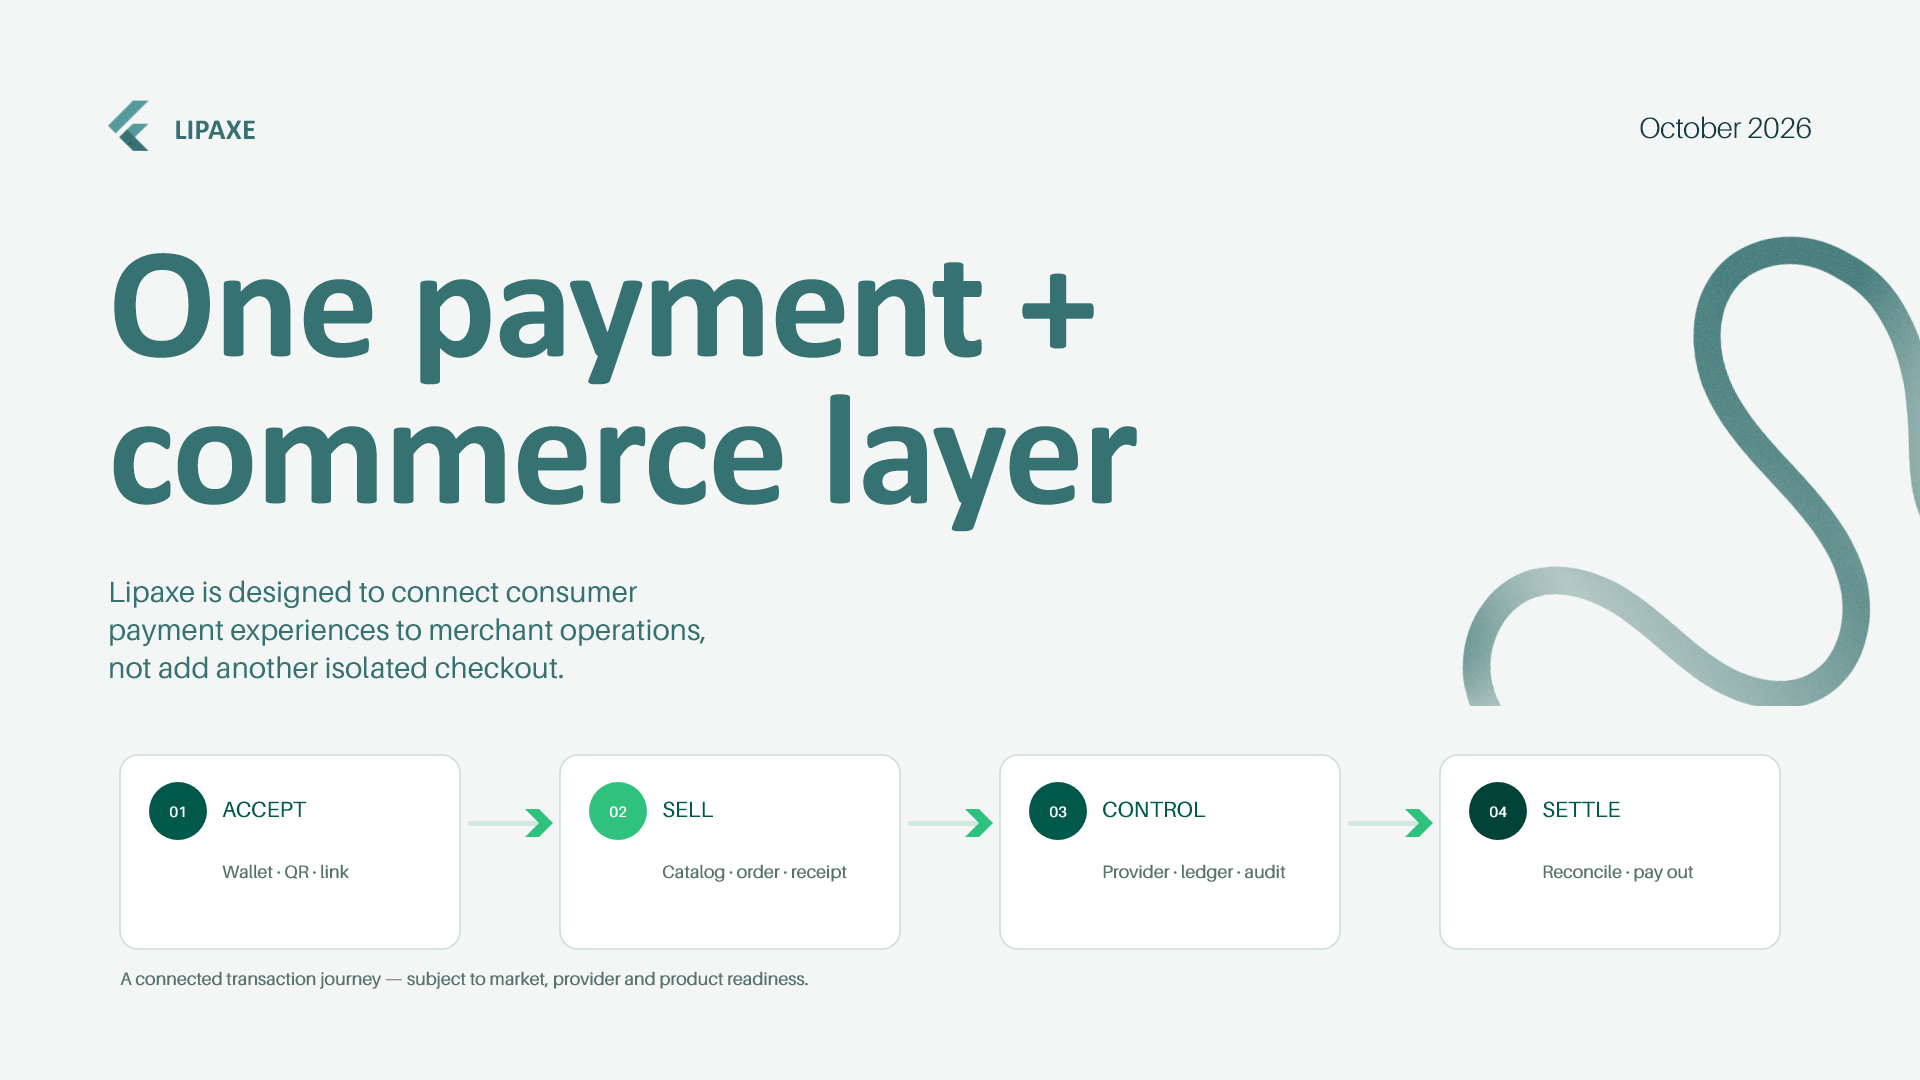 LIPAXE
October 2026
One payment +
commerce layer
Lipaxe is designed to connect consumer
payment experiences to merchant operations,
not add another isolated checkout.
01 ACCEPT
Wallet · QR · link
02 SELL
Catalog · order · receipt
03 CONTROL
Provider · ledger · audit
04 SETTLE
Reconcile · pay out
A connected transaction journey — subject to market, provider and product readiness.